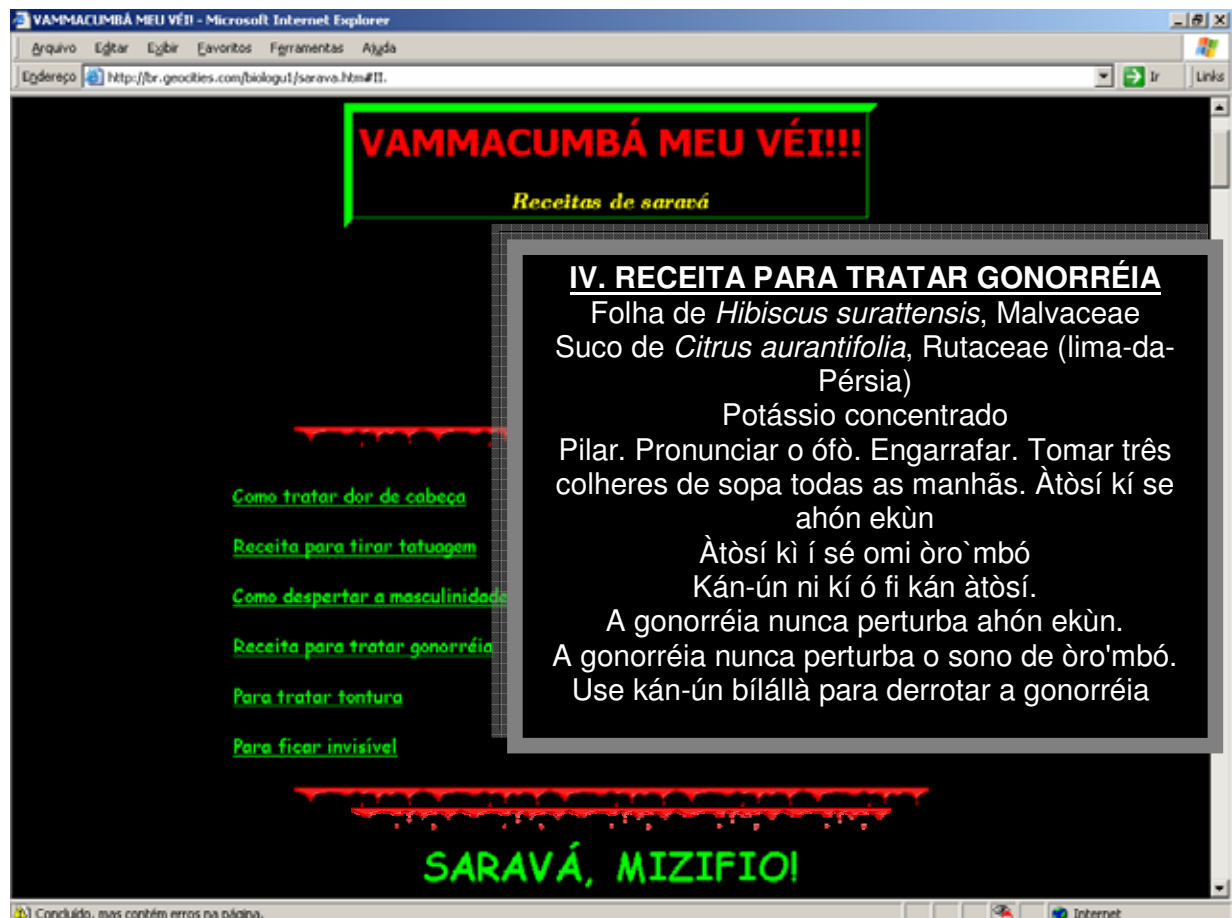 VAMMACUMBÁ MEU VÉI! - Microsoft Internet Explorer
Arquivo Editar Exibir Favoritos Ferramentas Ajuda
Endereço http://br.geocities.com/biologu1/sarava.htm#II. Ir Links
VAMMACUMBÁ MEU VÉI!!!
Receitas de saravá
IV. RECEITA PARA TRATAR GONORRÉIA
Folha de Hibiscus surattensis, Malvaceae
Suco de Citrus aurantifolia, Rutaceae (lima-da-
Pérsia)
Potássio concentrado
Pilar. Pronunciar o ófò. Engarrafar. Tomar três
colheres de sopa todas as manhãs. Àtòsí kí se
ahón ekùn
Àtòsí kì í sé omi òro`mbó
Kán-ún ni kí ó fi kán àtòsí.
A gonorréia nunca perturba ahón ekùn.
A gonorréia nunca perturba o sono de òro'mbó.
Use kán-ún bílállà para derrotar a gonorréia
Como tratar dor de cabeça
Receita para tirar tatuagem
Como despertar a masculinidade
Receita para tratar gonorréia
Para tratar tontura
Para ficar invisível
SARAVÁ, MIZIFIO!
Concluído, mas contém erros na página. Internet